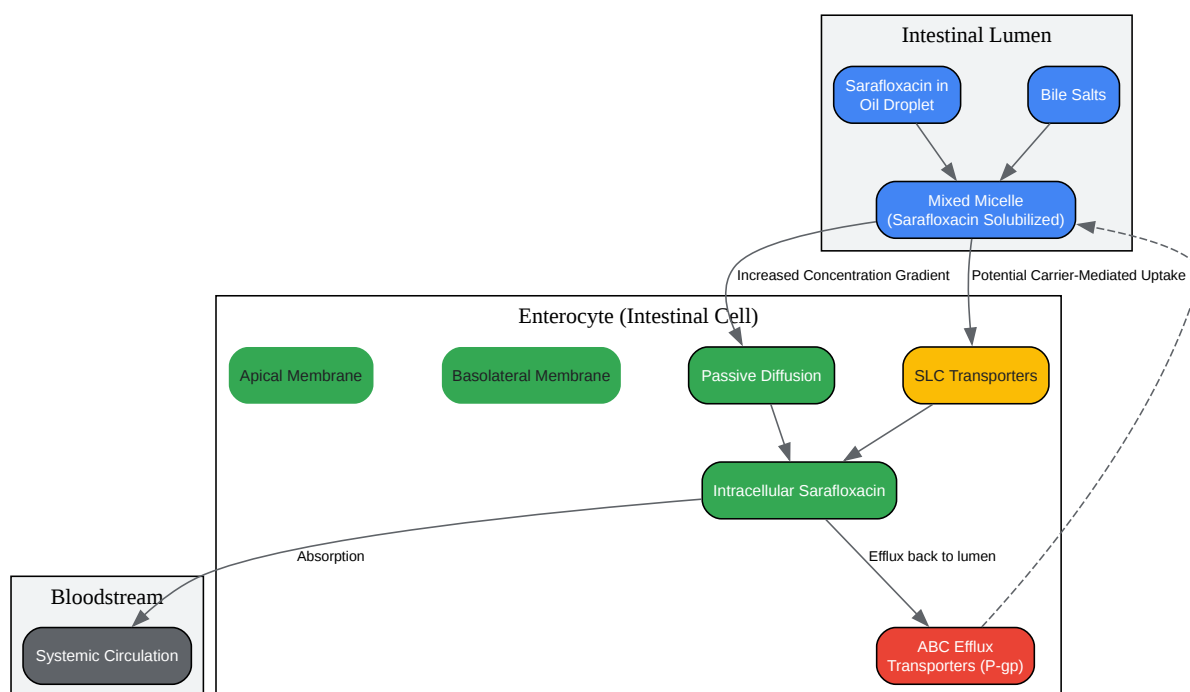 Intestinal Lumen
Sarafloxacin in
Oil Droplet
Bile Salts
Mixed Micelle
(Sarafloxacin Solubilized)
Increased Concentration Gradient
Potential Carrier-Mediated Uptake
Enterocyte (Intestinal Cell)
Apical Membrane
Basolateral Membrane
Passive Diffusion
SLC Transporters
Intracellular Sarafloxacin
Absorption
Efflux back to lumen
Bloodstream
Systemic Circulation
ABC Efflux
Transporters (P-gp)